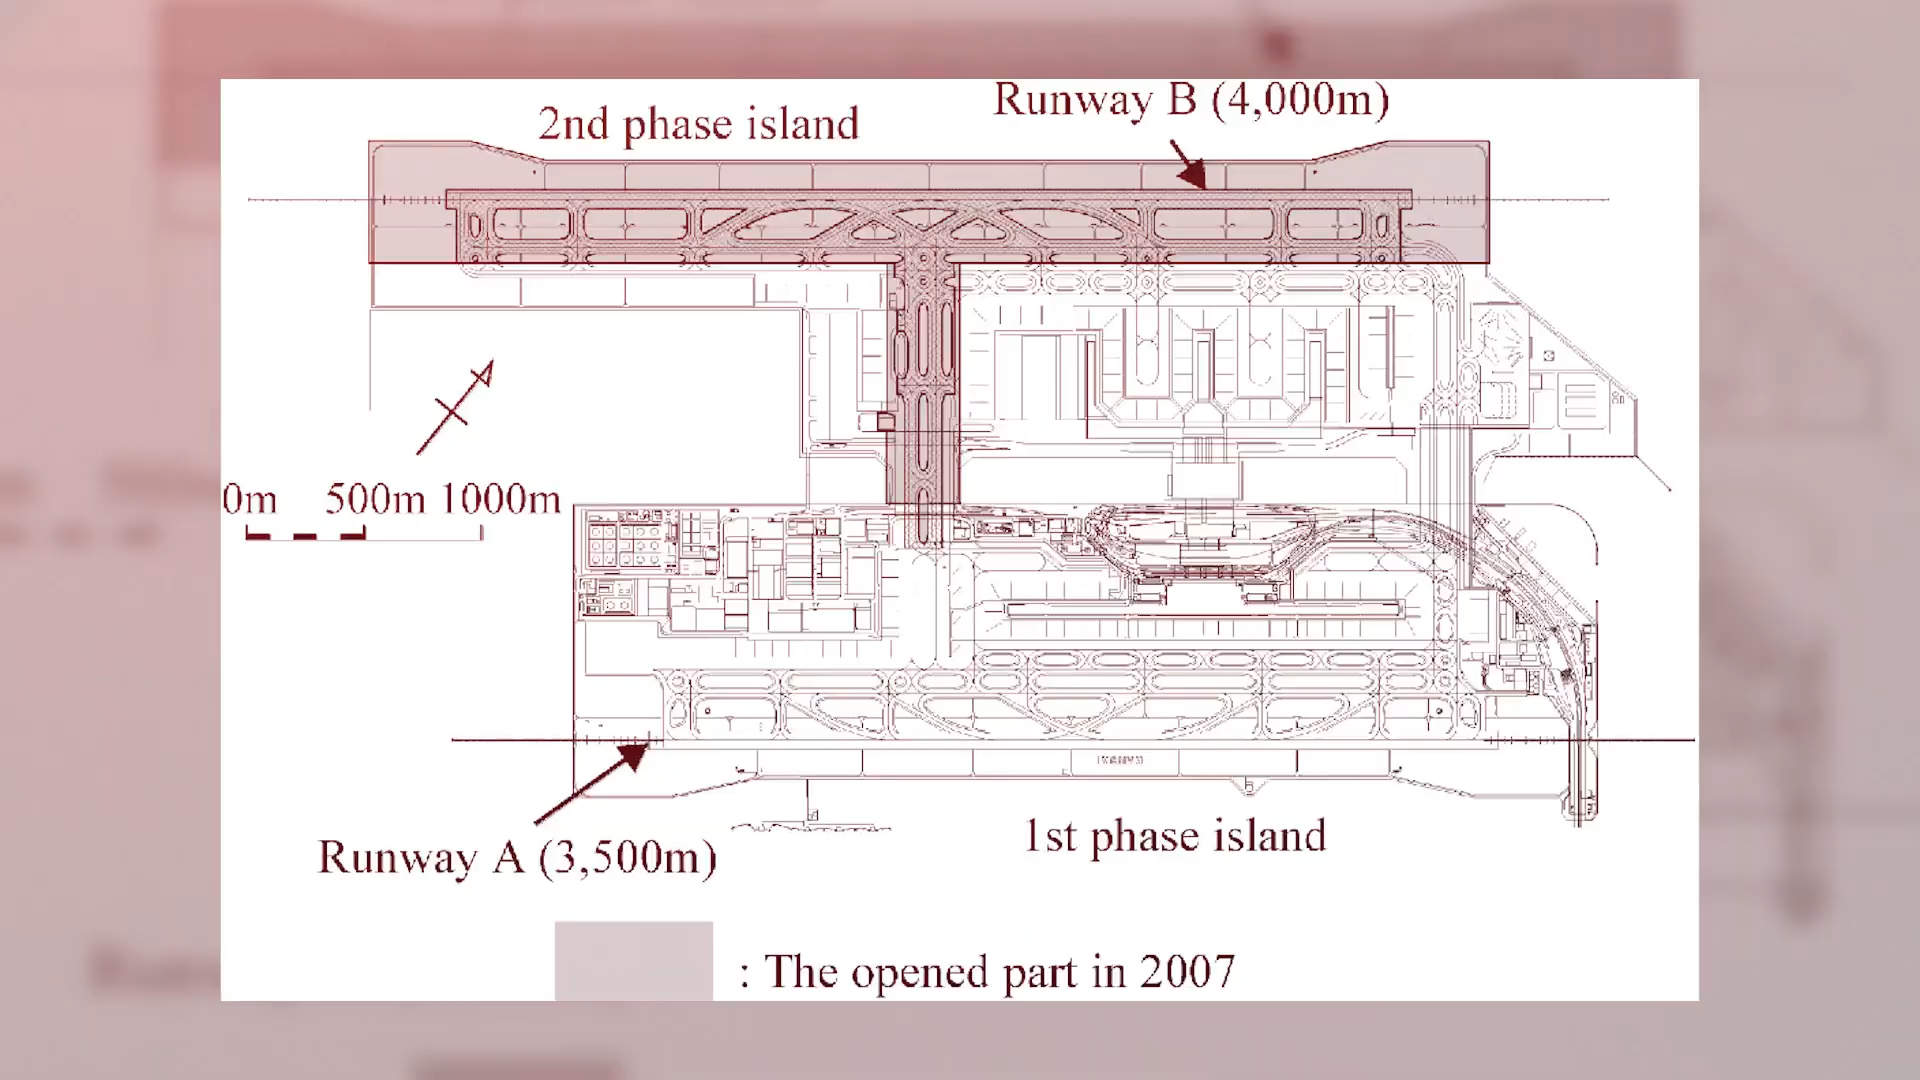 Runway B (4,000m)
2nd phase island
0m 500m 1000m
Runway A (3,500m)
1st phase island
: The opened part in 2007